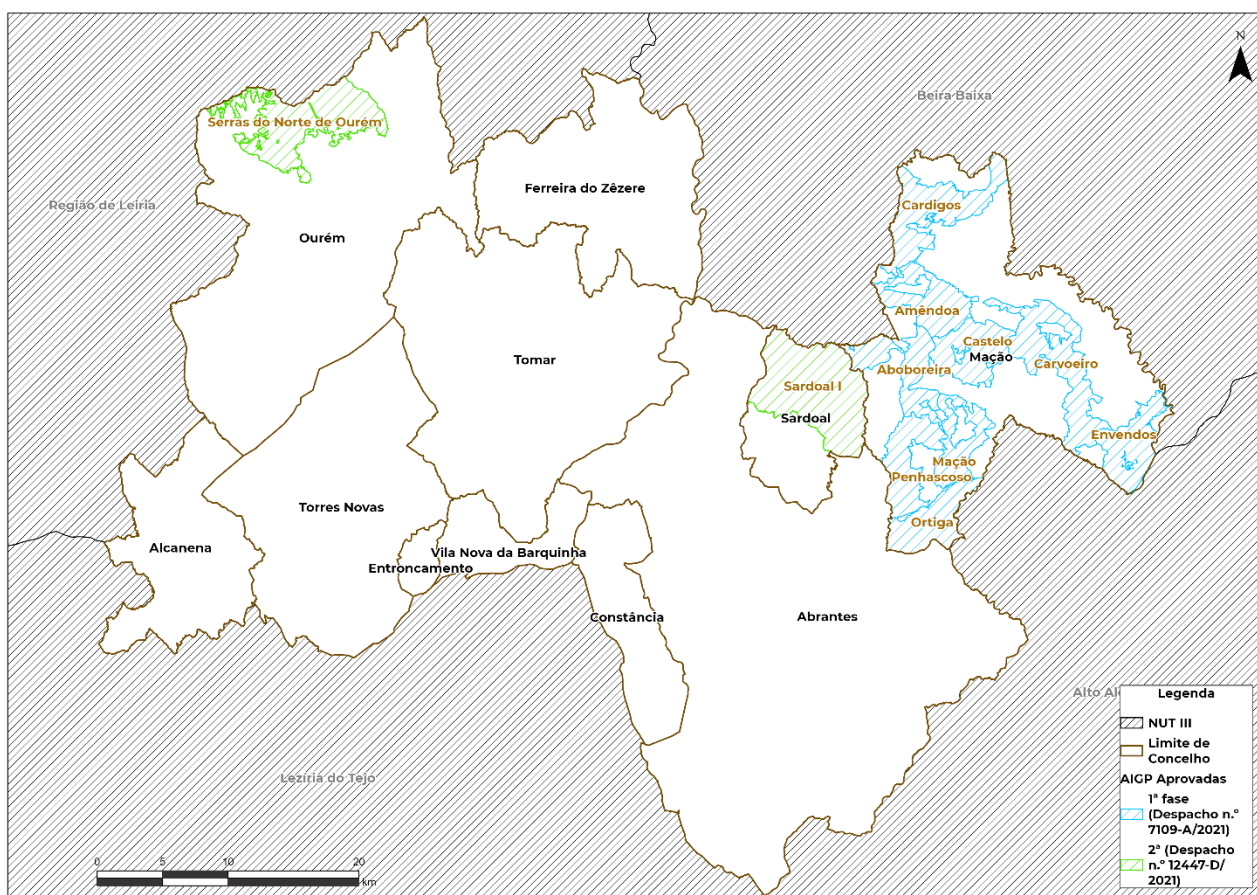 N
Beira Baixa
Serras do Norte de Ourém
Ferreira do Zêzere
Região de Leiria
Cardigos
Ourém
Amêndoa
Castelo
Mação
Tomar
Aboboreira
Carvoeiro
Sardoal I
Sardoal
Envendos
Mação
Penhascoso
Torres Novas
Ortiga
Alcanena
Vila Nova da Barquinha
Entroncamento
Constância
Abrantes
Alto Al
Lezíria do Tejo
Legenda
NUT III
Limite de
Concelho
AIGP Aprovadas
1ª fase
(Despacho n.º
7109-A/2021)
2ª (Despacho
n.º 12447-D/
2021)
0 5 10 20
km